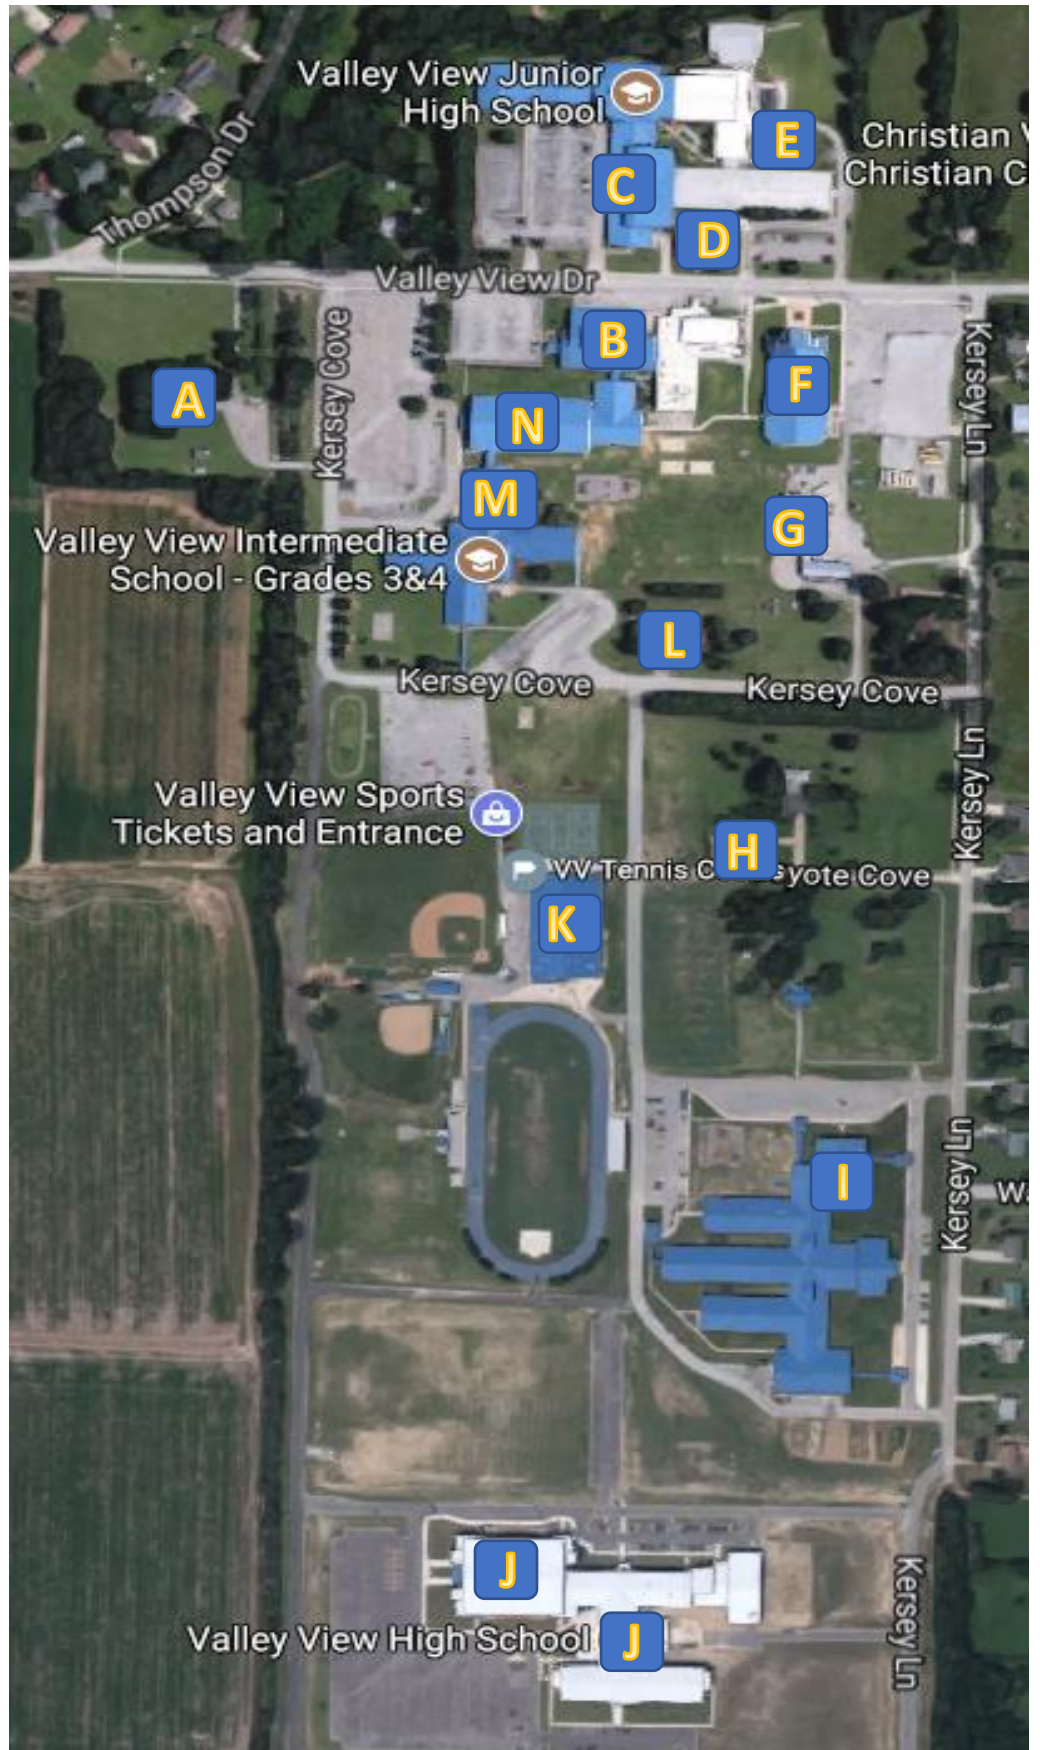 Valley View Junior
High School
E
Christian V
Christian C
Thompson Dr
C
D
Valley View Dr
Kersey Cove
B
Kersey Ln
F
A
N
M
G
Valley View Intermediate
School - Grades 3&4
L
Kersey Cove
Kersey Cove
Kersey Ln
Valley View Sports
Tickets and Entrance
H
VV Tennis C
yote Cove
K
Kersey Ln
I
Wa
J
Kersey Ln
Valley View High School
J